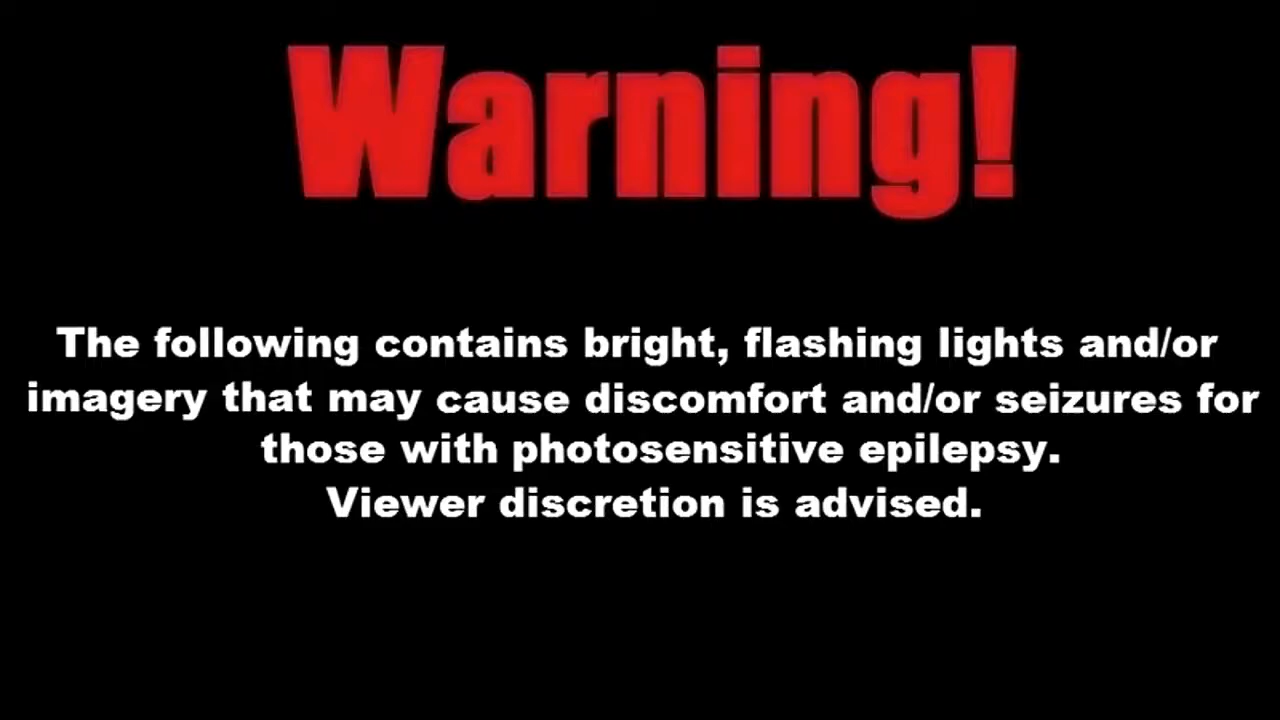 Warning!
The following contains bright, flashing lights and/or
imagery that may cause discomfort and/or seizures for
those with photosensitive epilepsy.
Viewer discretion is advised.